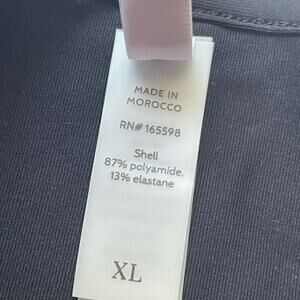 MADE IN
MOROCCO
RN# 165598
Shell
87% polyamide,
13% elastane
XL